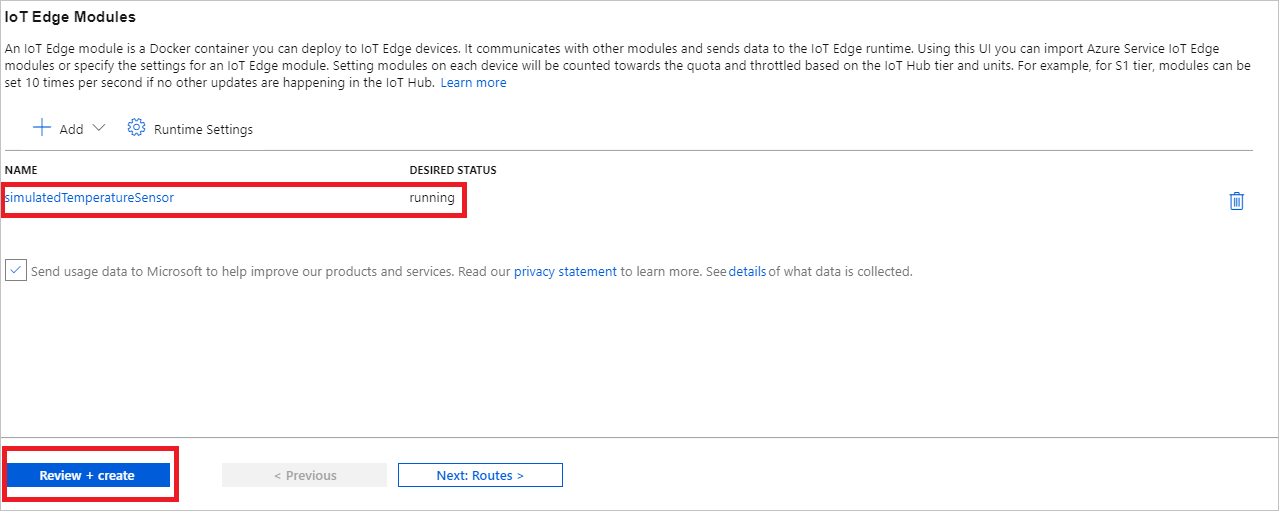 IoT Edge Modules
An IoT Edge module is a Docker container you can deploy to IoT Edge devices. It communicates with other modules and sends data to the IoT Edge runtime. Using this UI you can import Azure Service IoT Edge
modules or specify the settings for an IoT Edge module. Setting modules on each device will be counted towards the quota and throttled based on the IoT Hub tier and units. For example, for S1 tier, modules can be
set 10 times per second if no other updates are happening in the IoT Hub. Learn more
Add Runtime Settings
NAME DESIRED STATUS
simulatedTemperatureSensor running
Send usage data to Microsoft to help improve our products and services. Read our privacy statement to learn more. See details of what data is collected.
Review + create < Previous Next: Routes >